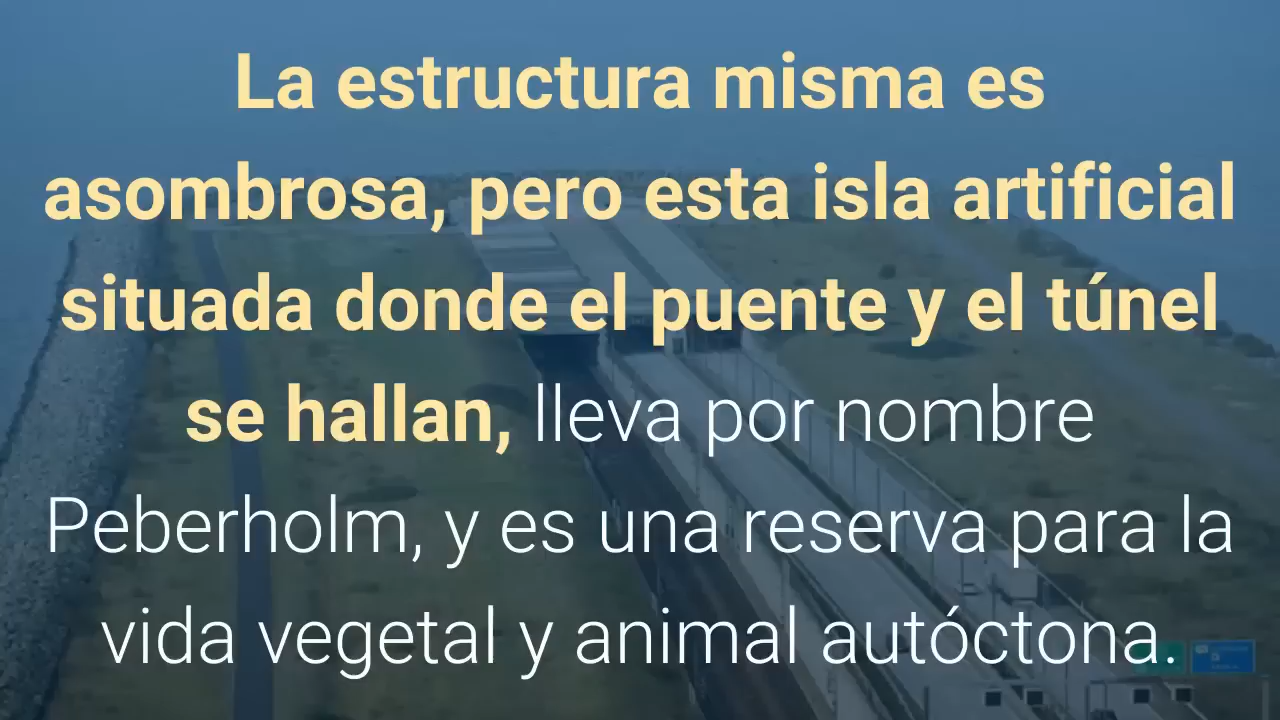 La estructura misma es
asombrosa, pero esta isla artificial
situada donde el puente y el túnel
se hallan, lleva por nombre
Peberholm, y es una reserva para la
vida vegetal y animal autóctona.